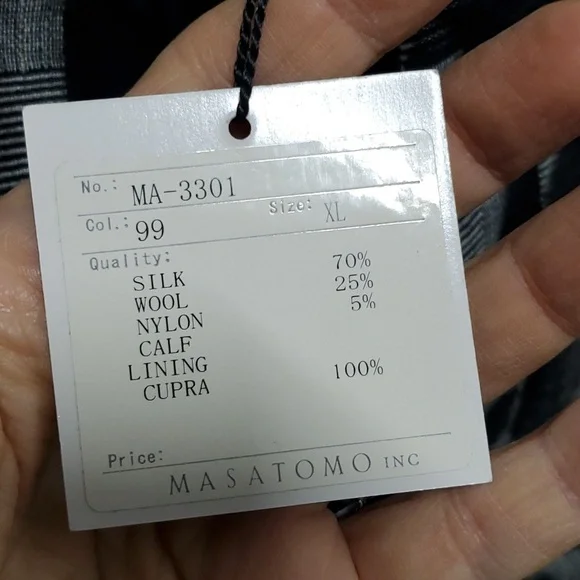 No.: MA-3301
Col.: 99 Size: XL
Quality:
SILK 70%
WOOL 25%
NYLON 5%
CALF
LINING
CUPRA 100%
Price:
MASATOMO INC